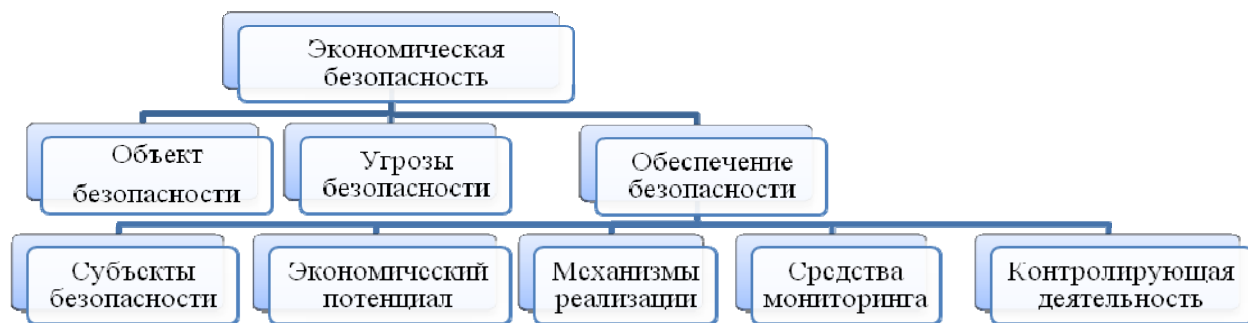 Экономическая
безопасность
Объект
безопасности
Угрозы
безопасности
Обеспечение
безопасности
Субъекты
безопасности
Экономический
потенциал
Механизмы
реализации
Средства
мониторинга
Контролирующая
деятельность